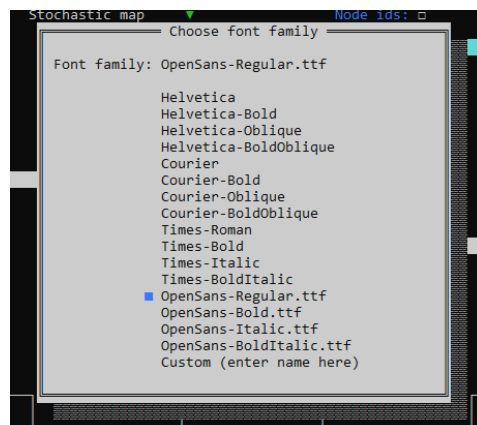 Stochastic map ▼ Node ids: □
Choose font family
Font family: OpenSans-Regular.ttf
Helvetica
Helvetica-Bold
Helvetica-Oblique
Helvetica-BoldOblique
Courier
Courier-Bold
Courier-Oblique
Courier-BoldOblique
Times-Roman
Times-Bold
Times-Italic
Times-BoldItalic
■ OpenSans-Regular.ttf
OpenSans-Bold.ttf
OpenSans-Italic.ttf
OpenSans-BoldItalic.ttf
Custom (enter name here)